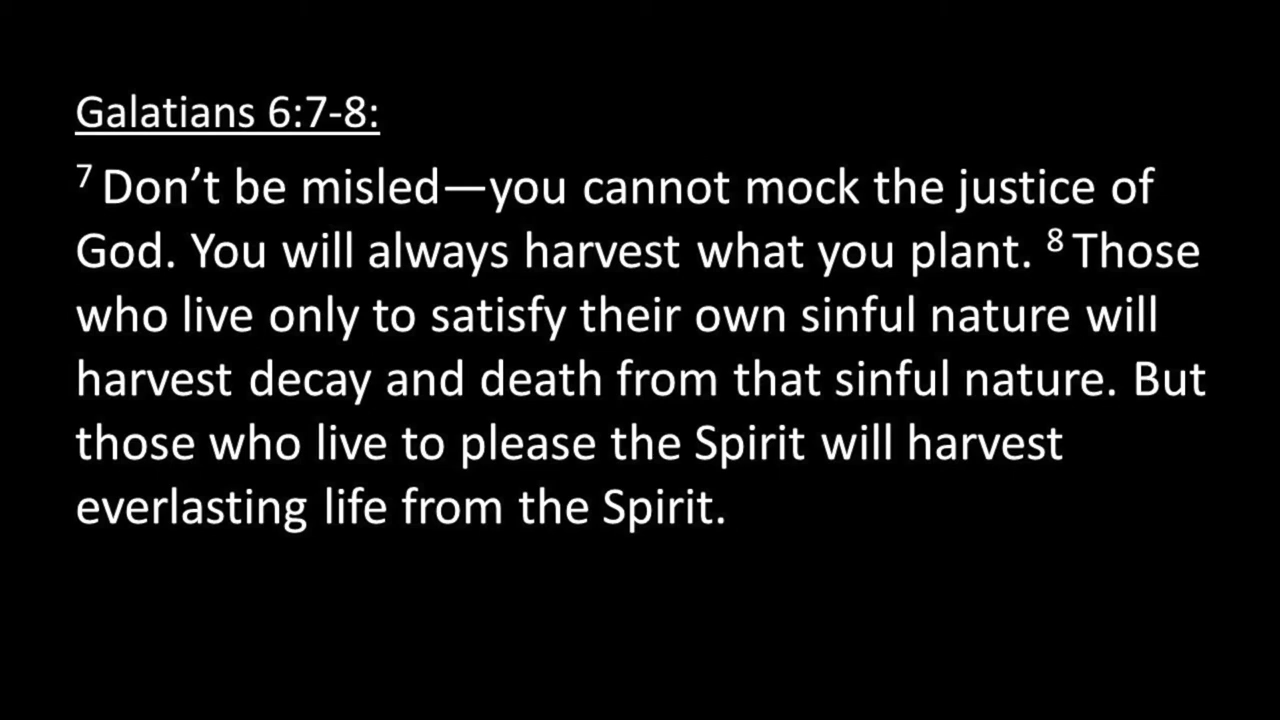 Galatians 6:7-8:
7 Don’t be misled—you cannot mock the justice of
God. You will always harvest what you plant. 8 Those
who live only to satisfy their own sinful nature will
harvest decay and death from that sinful nature. But
those who live to please the Spirit will harvest
everlasting life from the Spirit.